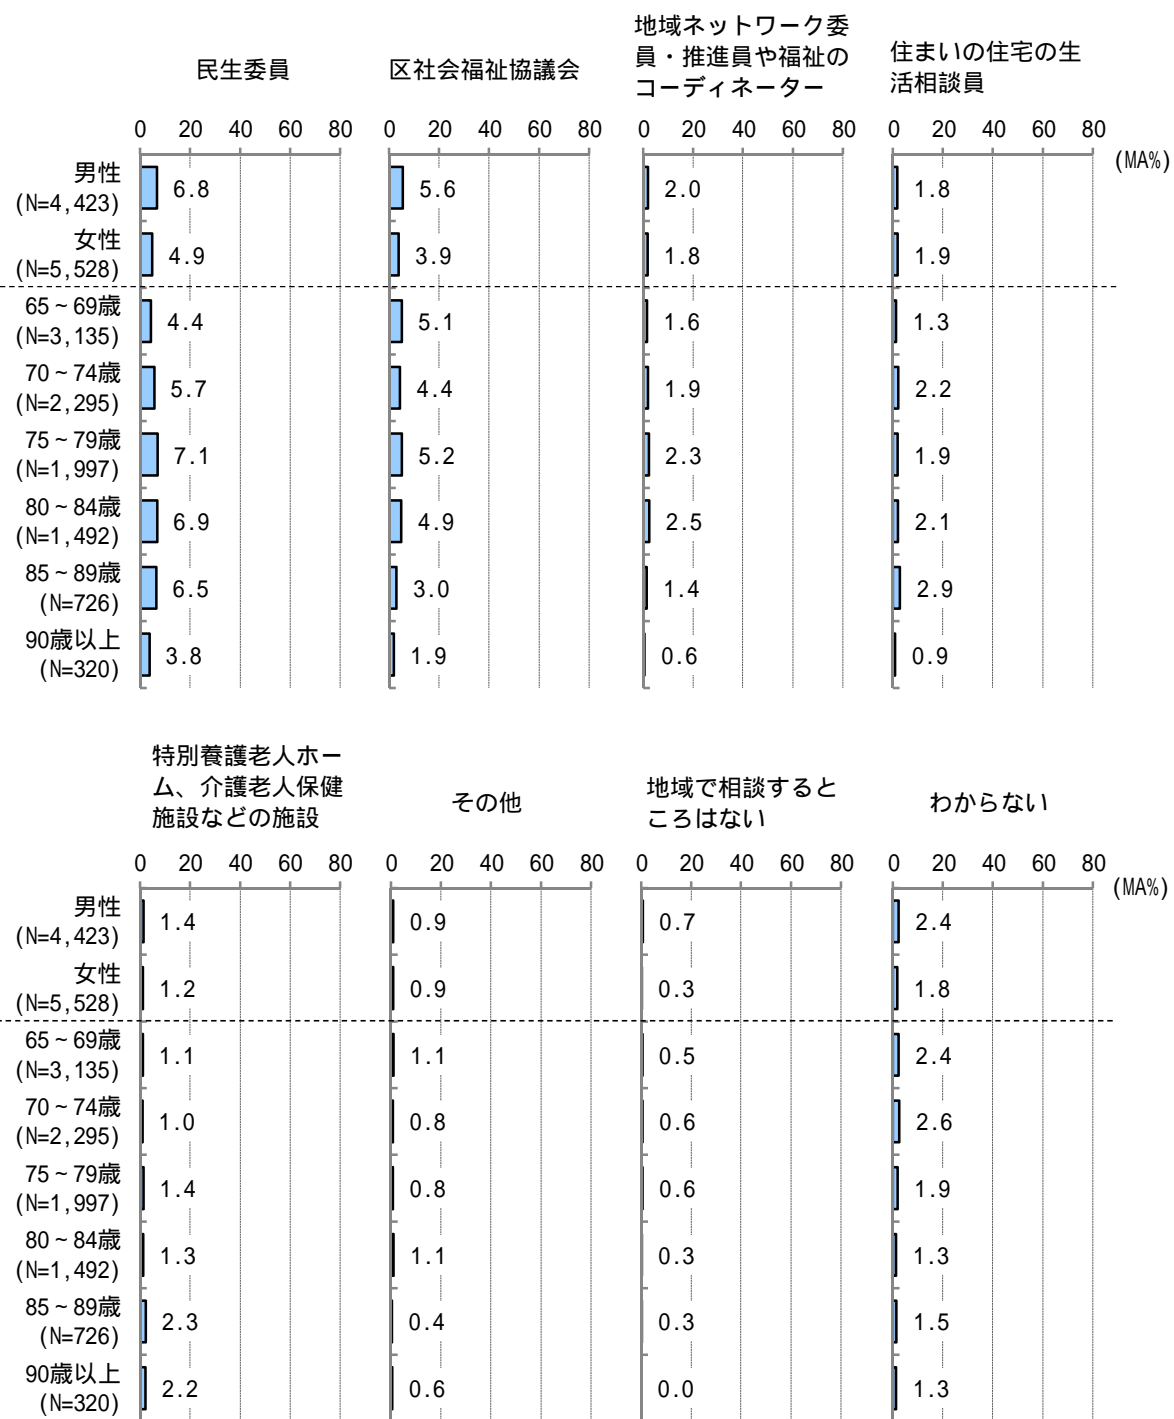 民生委員
区社会福祉協議会
地域ネットワーク委
員・推進員や福祉の
コーディネーター
住まいの住宅の生
活相談員
0 20 40 60 80 0 20 40 60 80 0 20 40 60 80 0 20 40 60 80
(MA%)
男性
(N=4,423) 6.8 5.6 2.0 1.8
女性
(N=5,528) 4.9 3.9 1.8 1.9
65~69歳
(N=3,135) 4.4 5.1 1.6 1.3
70~74歳
(N=2,295) 5.7 4.4 1.9 2.2
75~79歳
(N=1,997) 7.1 5.2 2.3 1.9
80~84歳
(N=1,492) 6.9 4.9 2.5 2.1
85~89歳
(N=726) 6.5 3.0 1.4 2.9
90歳以上
(N=320) 3.8 1.9 0.6 0.9
特別養護老人ホー
ム、介護老人保健
施設などの施設
その他
地域で相談すると
ころはない
わからない
0 20 40 60 80 0 20 40 60 80 0 20 40 60 80 0 20 40 60 80
(MA%)
男性
(N=4,423) 1.4 0.9 0.7 2.4
女性
(N=5,528) 1.2 0.9 0.3 1.8
65~69歳
(N=3,135) 1.1 1.1 0.5 2.4
70~74歳
(N=2,295) 1.0 0.8 0.6 2.6
75~79歳
(N=1,997) 1.4 0.8 0.6 1.9
80~84歳
(N=1,492) 1.3 1.1 0.3 1.3
85~89歳
(N=726) 2.3 0.4 0.3 1.5
90歳以上
(N=320) 2.2 0.6 0.0 1.3